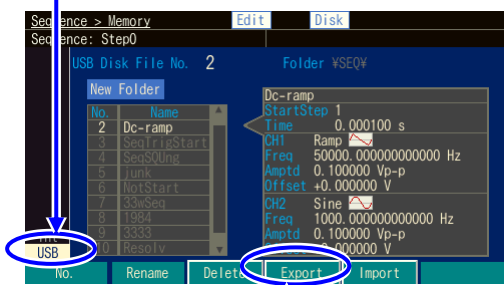 Sequence > Memory Edit Disk
Sequence: Step0
USB Disk File No. 2 Folder ¥SEQ¥
New Folder
No. Name
2 Dc-ramp
3 SeqTrigStart
4 SeqSQUng
5 junk
6 NotStart
7 33wSeq
8 1984
9 3333
10 Resolv
Dc-ramp
StartStep 1
Time 0.000100 s
CH1 Ramp
Freq 50000.000000000000 Hz
Amptd 0.100000 Vp-p
Offset +0.000000 V
CH2 Sine
Freq 1000.000000000000 Hz
Amptd 0.100000 Vp-p
0.000000 V
USB
No. Rename Delete Export Import